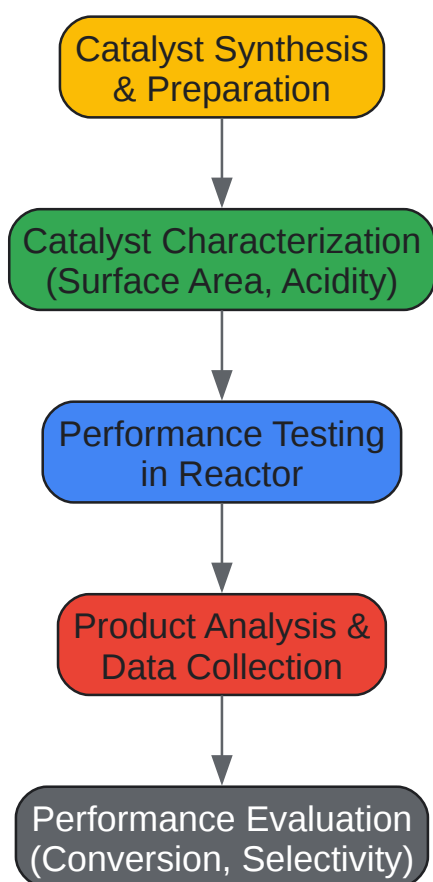 Catalyst Synthesis
& Preparation
Catalyst Characterization
(Surface Area, Acidity)
Performance Testing
in Reactor
Product Analysis &
Data Collection
Performance Evaluation
(Conversion, Selectivity)